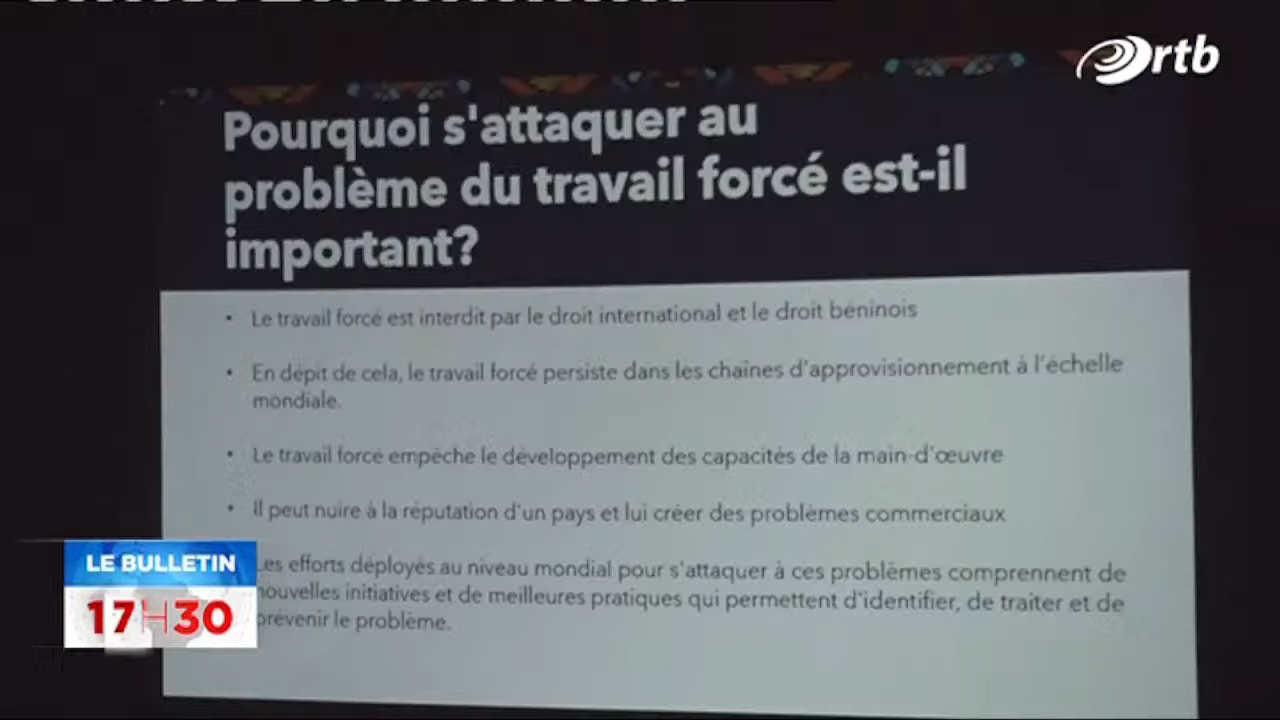 ortb
Pourquoi s'attaquer au
problème du travail forcé est-il
important?
• Le travail forcé est interdit par le droit international et le droit béninois
• En dépit de cela, le travail forcé persiste dans les chaînes d'approvisionnement à l'échelle
mondiale.
• Le travail forcé empêche le développement des capacités de la main-d'œuvre
• Il peut nuire à la réputation d'un pays et lui créer des problèmes commerciaux
Les efforts déployés au niveau mondial pour s'attaquer à ces problèmes comprennent de
nouvelles initiatives et de meilleures pratiques qui permettent d'identifier, de traiter et de
prévenir le problème.
LE BULLETIN
17H30